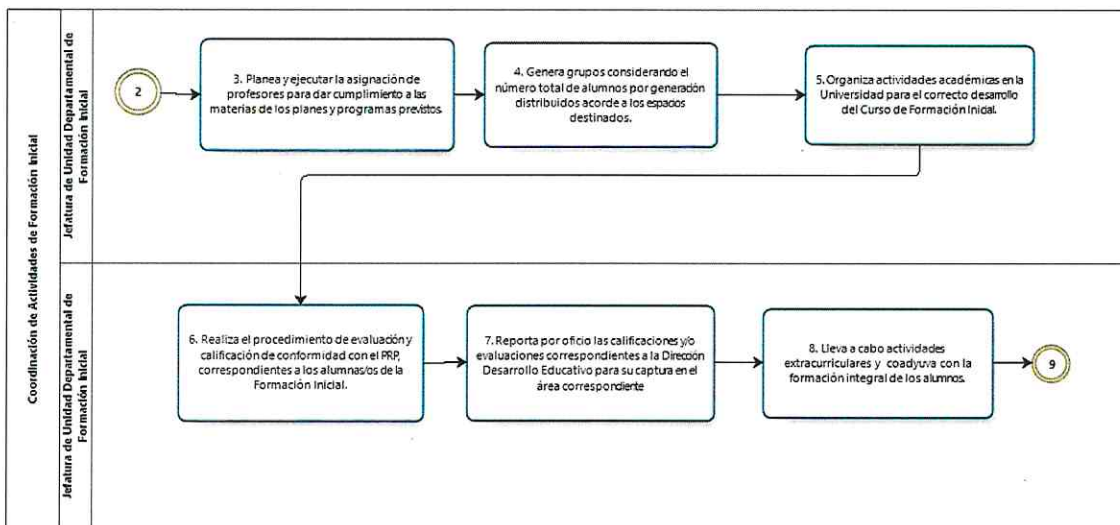 Coordinación de Actividades de Formación Inicial
Jefatura de Unidad Departamental de
Formación Inicial
2
3. Planea y ejecutar la asignación de
profesores para dar cumplimiento a las
materias de los planes y programas previstos.
4. Genera grupos considerando el
número total de alumnos por generación
distribuidos acorde a los espacios
destinados.
5. Organiza actividades académicas en la
Universidad para el correcto desarrollo
del Curso de Formación Inicial.
Jefatura de Unidad Departamental de
Formación Inicial
6. Realiza el procedimiento de evaluación y
calificación de conformidad con el PRP,
correspondientes a los alumnas/os de la
Formación Inicial.
7. Reporta por oficio las calificaciones y/o
evaluaciones correspondientes a la Dirección
Desarrollo Educativo para su captura en el
área correspondiente
8. Lleva a cabo actividades
extracurriculares y coadyuva con la
formación integral de los alumnos.
9